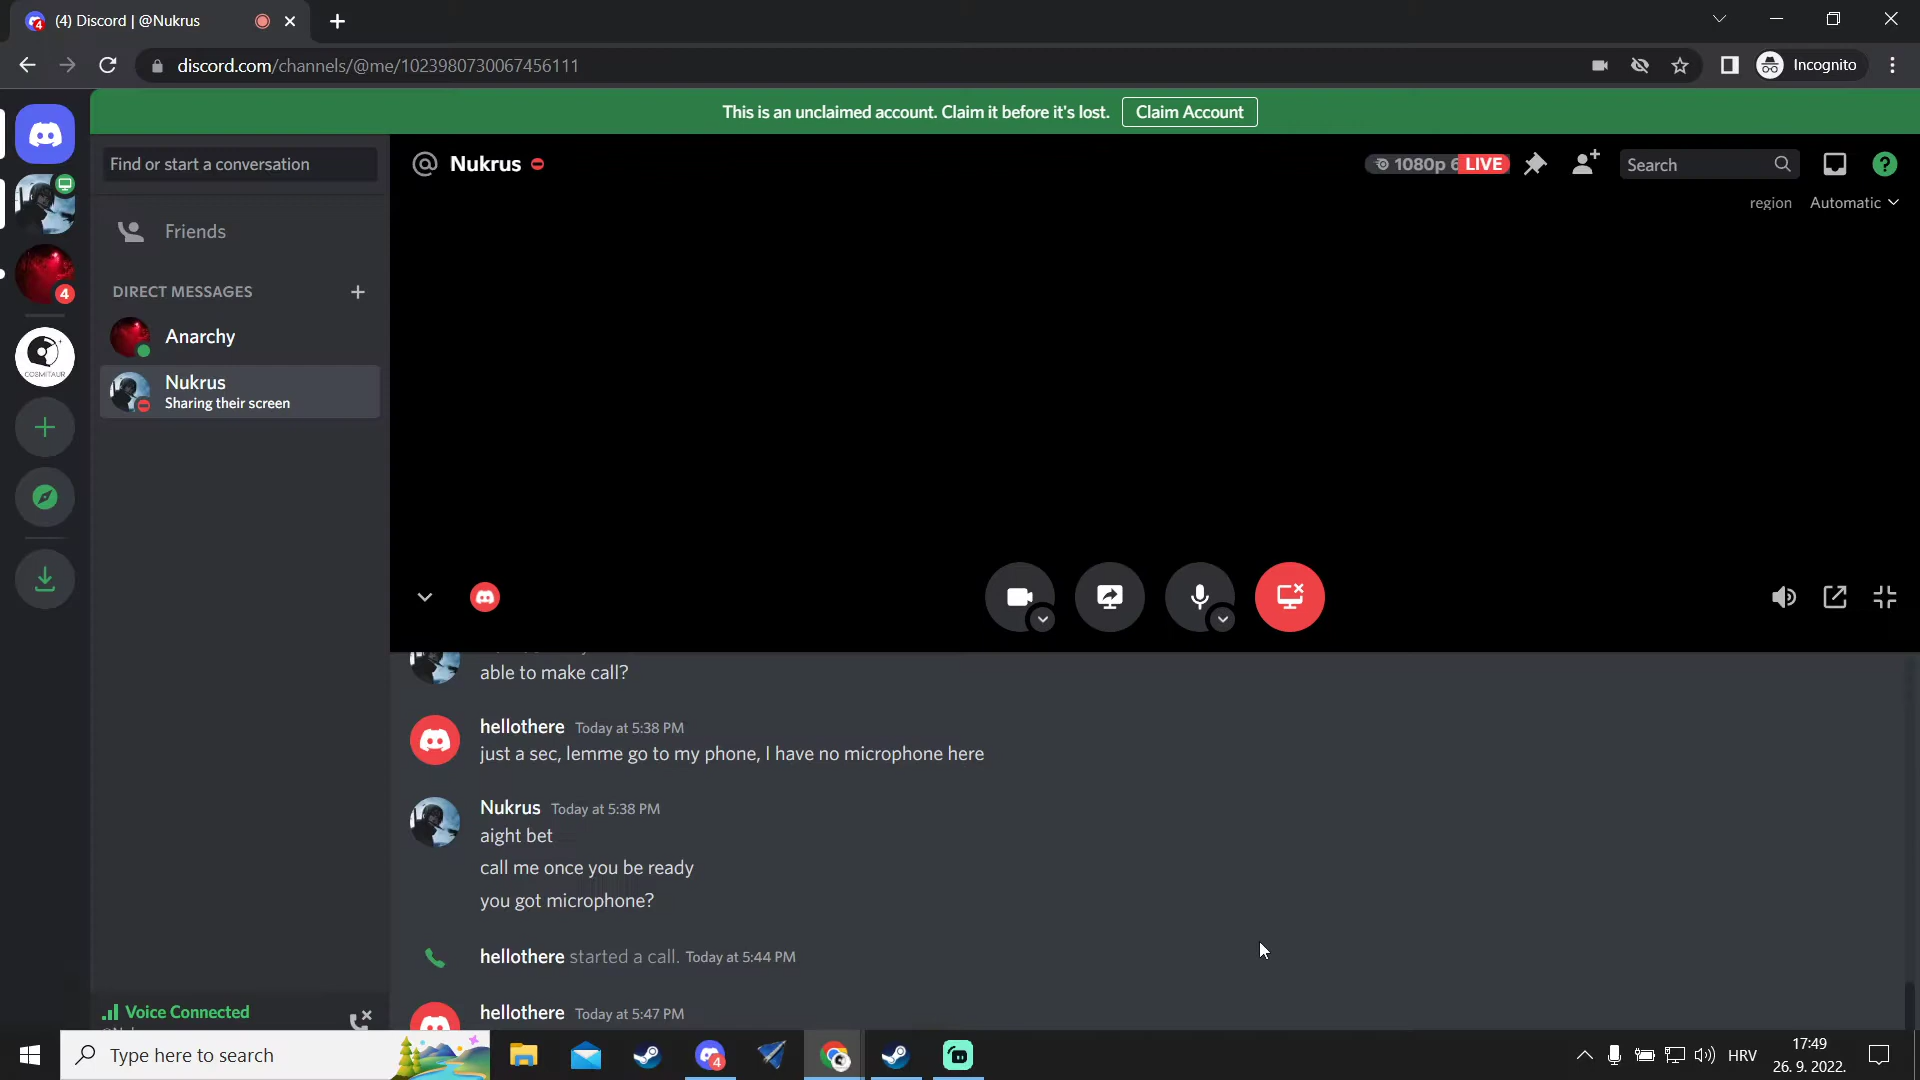 (4) Discord | @Nukrus
discord.com/channels/@me/1023980730067456111
Incognito
This is an unclaimed account. Claim it before it's lost.
Claim Account
Find or start a conversation
Nukrus
1080p 6
LIVE
Search
region
Automatic
Friends
DIRECT MESSAGES
4
COSMITAUR
Anarchy
Nukrus
Sharing their screen
able to make call?
hellothere Today at 5:38 PM
just a sec, lemme go to my phone, I have no microphone here
Nukrus Today at 5:38 PM
aight bet
call me once you be ready
you got microphone?
hellothere started a call. Today at 5:44 PM
hellothere Today at 5:47 PM
Voice Connected
Type here to search
4
HRV
17:49
26. 9. 2022.